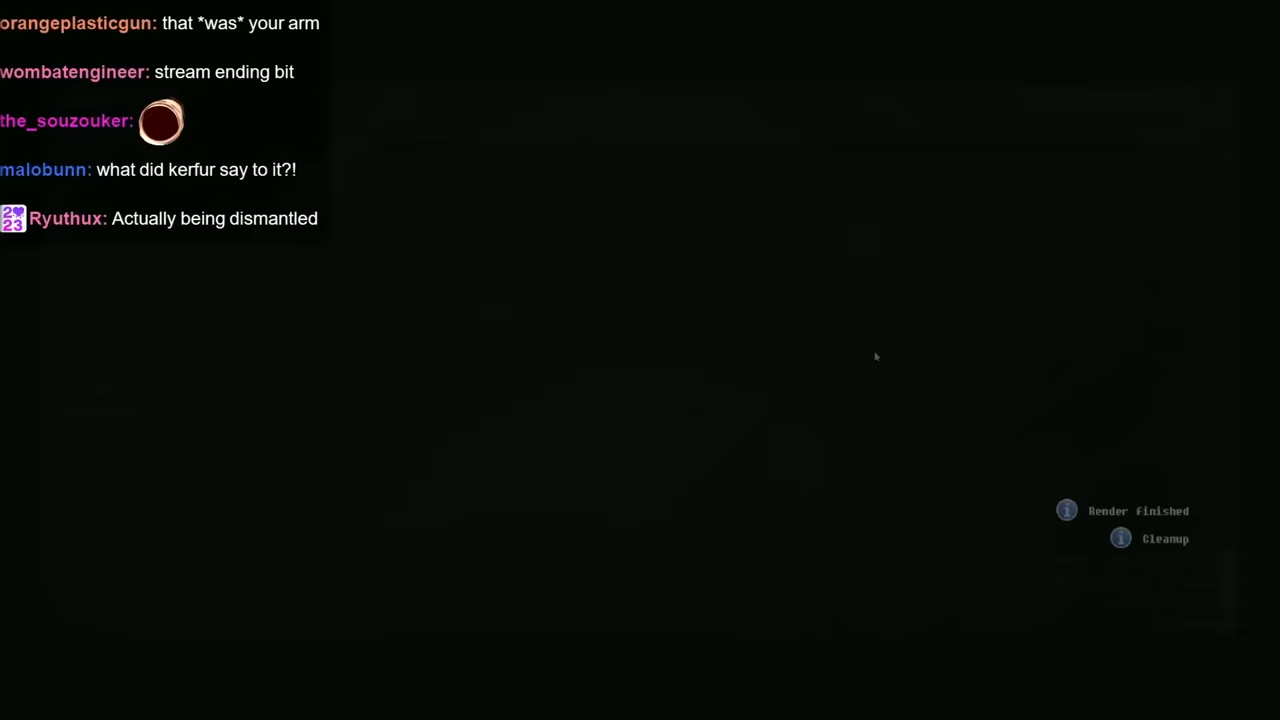 orangeplasticgun: that *was* your arm
wombatengineer: stream ending bit
the_souzouker:
malobunn: what did kerfur say to it?!
2023 Ryuthux: Actually being dismantled
Render finished
Cleanup